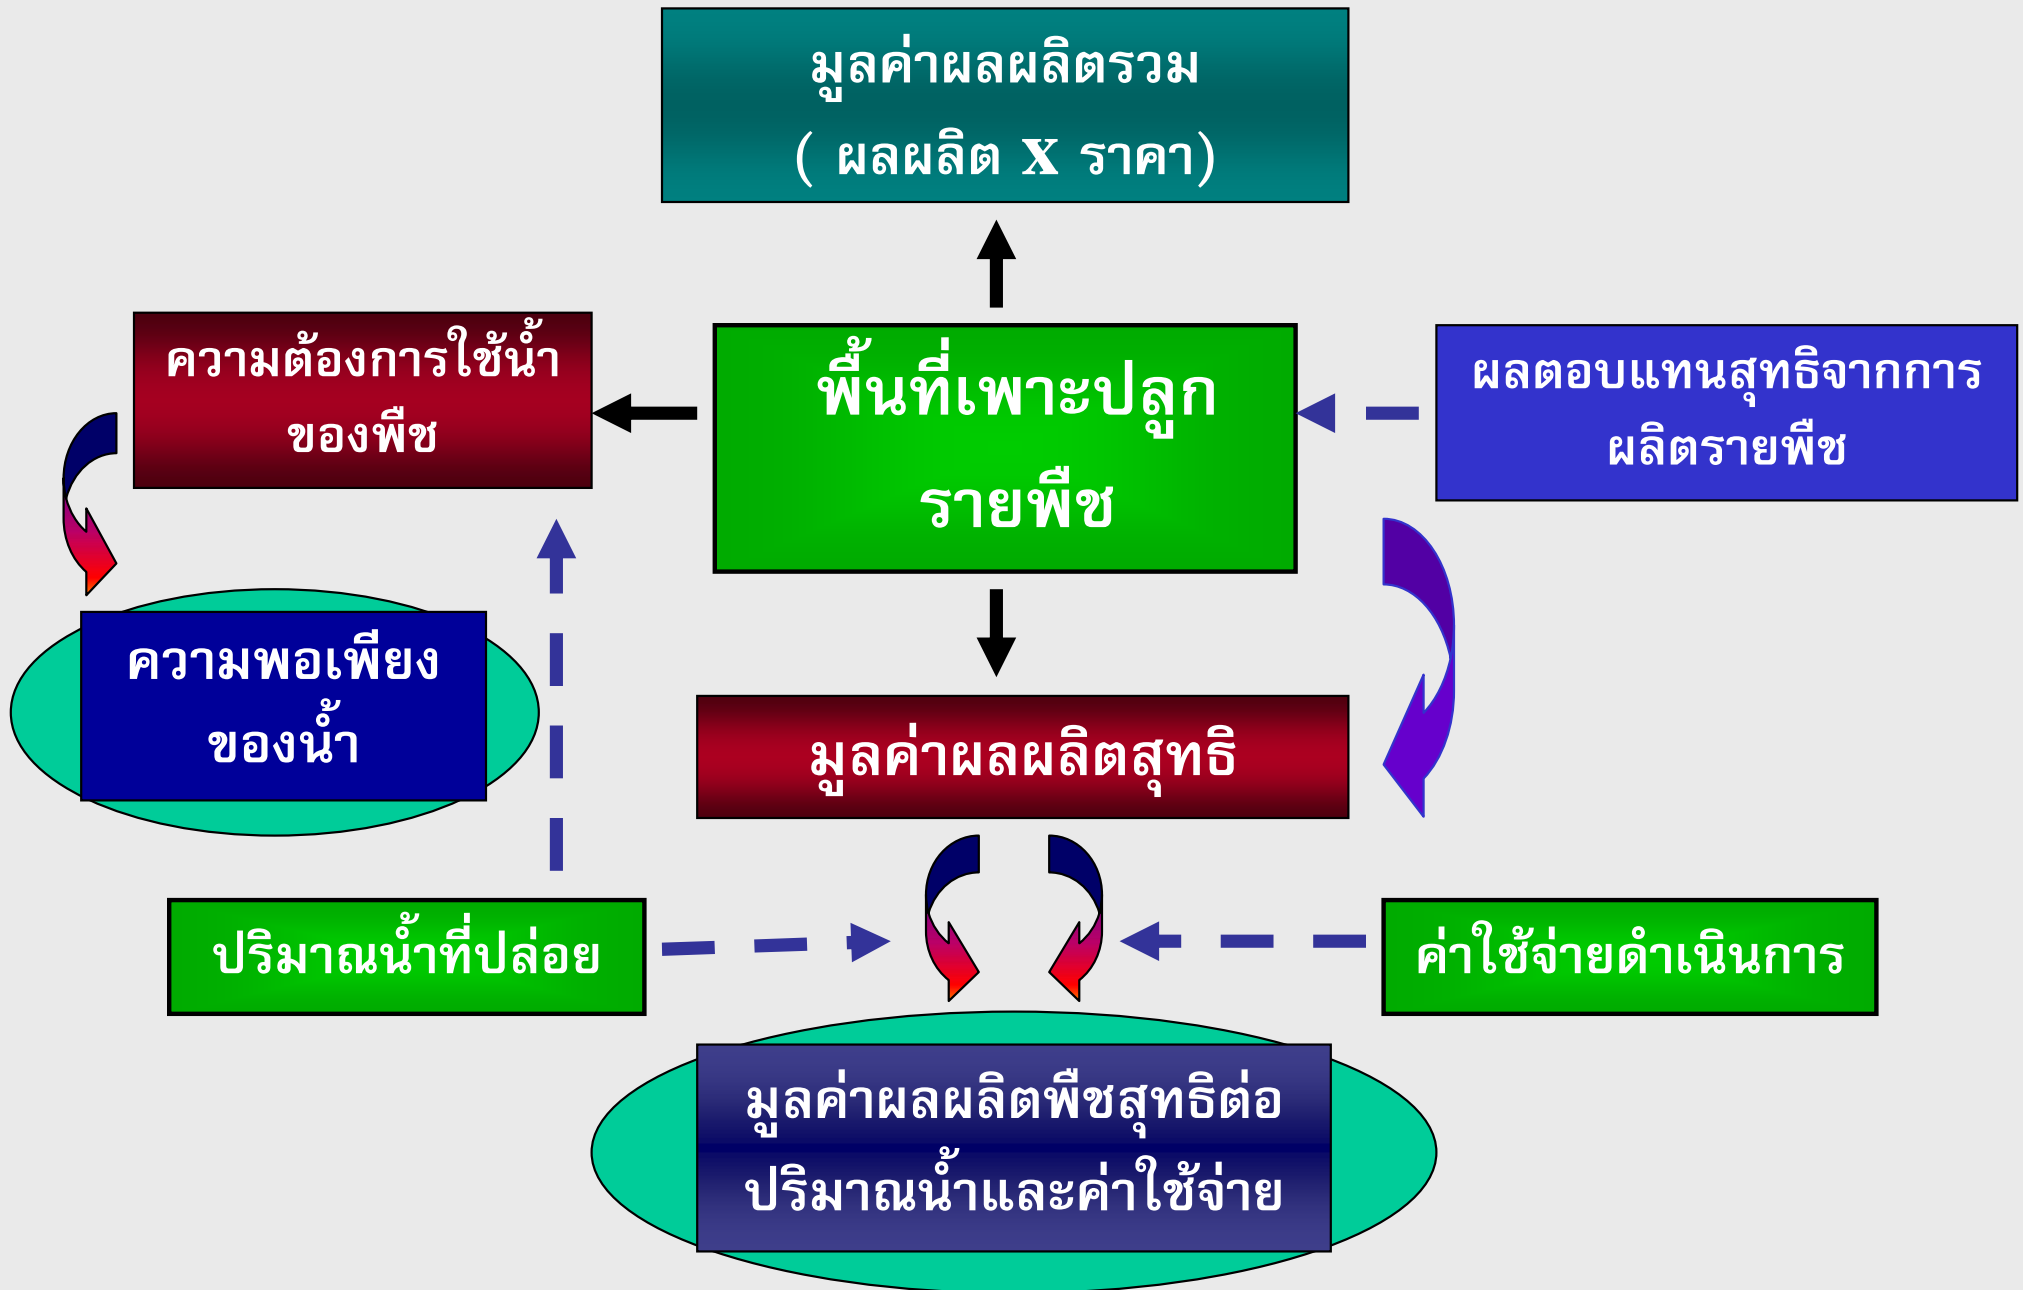 มูลค่าผลผลิตรวม
( ผลผลิต x ราคา)
ความต้องการใช้น้ำ
ของพืช
พื้นที่เพาะปลูก
รายพืช
ผลตอบแทนสุทธิจากการ
ผลิตรายพืช
ความพอเพียง
ของน้ำ
มูลค่าผลผลิตสุทธิ
ปริมาณน้ำที่ปล่อย
ค่าใช้จ่ายดำเนินการ
มูลค่าผลผลิตพืชสุทธิต่อ
ปริมาณน้ำและค่าใช้จ่าย